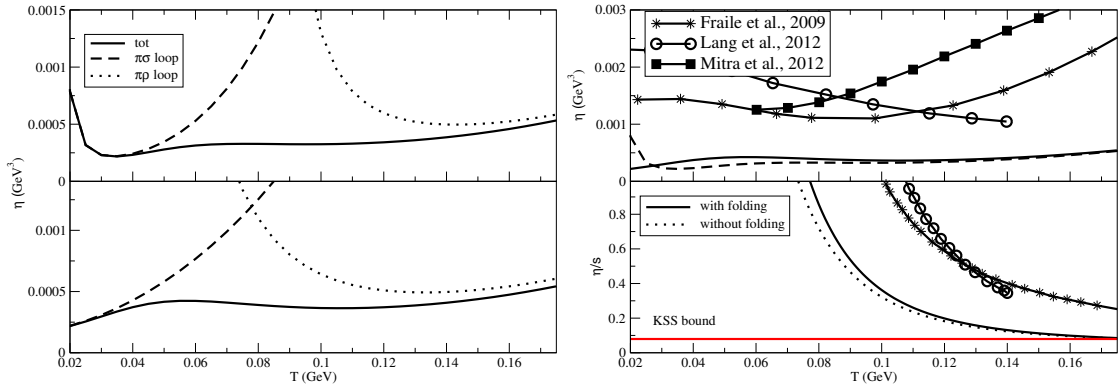 0.0015
0.001
0.0005
0
tot
πσ loop
πρ loop
η (GeV³)
0.001
0.0005
0
0.02 0.04 0.06 0.08 0.1 0.12 0.14 0.16
T (GeV)
0.003
0.002
0.001
0
η (GeV³)
Fraile et al., 2009
Lang et al., 2012
Mitra et al., 2012
0.8
0.6
0.4
0.2
0
η/s
with folding
without folding
KSS bound
0.02 0.04 0.06 0.08 0.1 0.12 0.14 0.16
T (GeV)